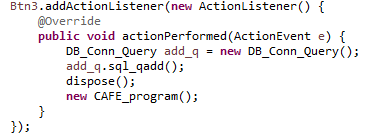 Btn3.addActionListener(new ActionListener() {
@Override
public void actionPerformed(ActionEvent e) {
DB_Conn_Query add_q = new DB_Conn_Query();
add_q.sql_qadd();
dispose();
new CAFE_program();
}
});